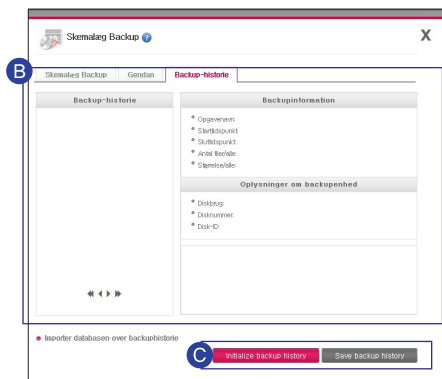 Skemalæg Backup ?
X
B
Skemalæg Backup Gendan Backup-historie
Backup-historie
Backupinformation
Opgavenavn:
Starttidspunkt:
Sluttidspunkt:
Antal filer/alle:
Størrelse/alle:
Oplysninger om backupenhed
Diskbrug:
Disknummer:
Disk-ID:
Importer databasen over backuphistorie
C
Initialize backup history Save backup history